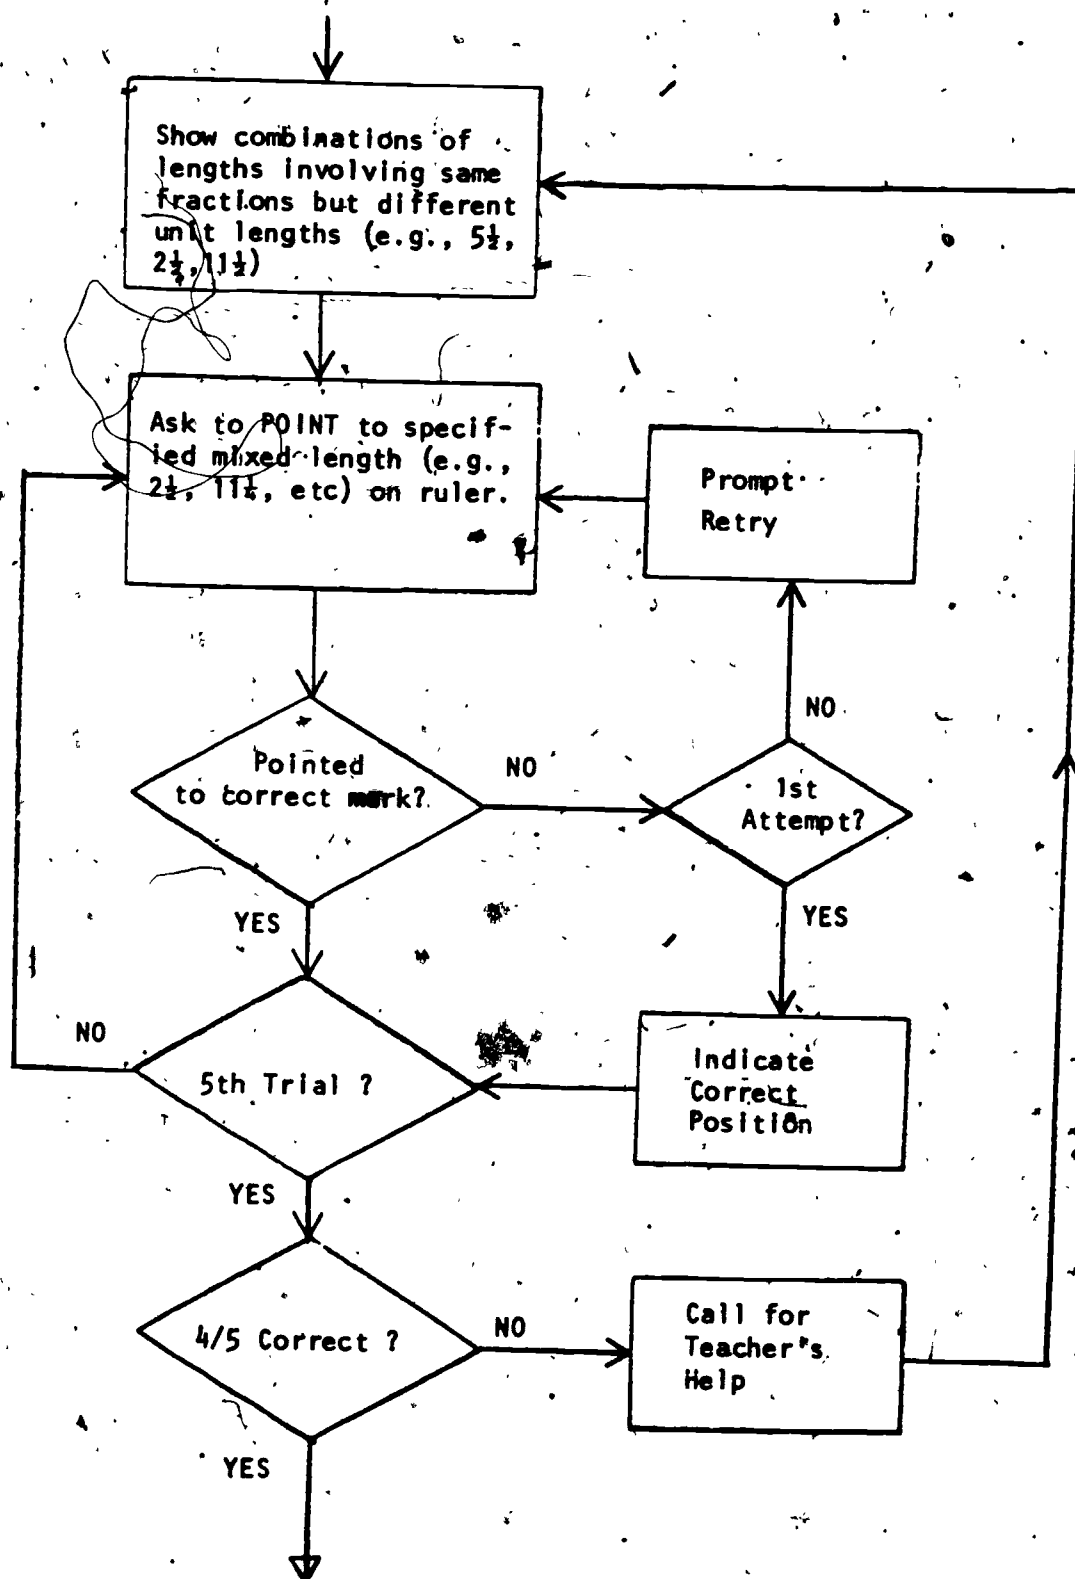 Show combinations of
lengths involving same
fractions but different
unit lengths (e.g., 5½,
2¼, 11½)
Ask to POINT to specif-
ied mixed length (e.g.,
2½, 11¼, etc) on ruler.
Prompt
Retry
NO
Pointed
to correct mark?
NO
1st
Attempt?
YES
YES
NO
5th Trial ?
Indicate
Correct
Position
YES
4/5 Correct ?
NO
Call for
Teacher's
Help
YES